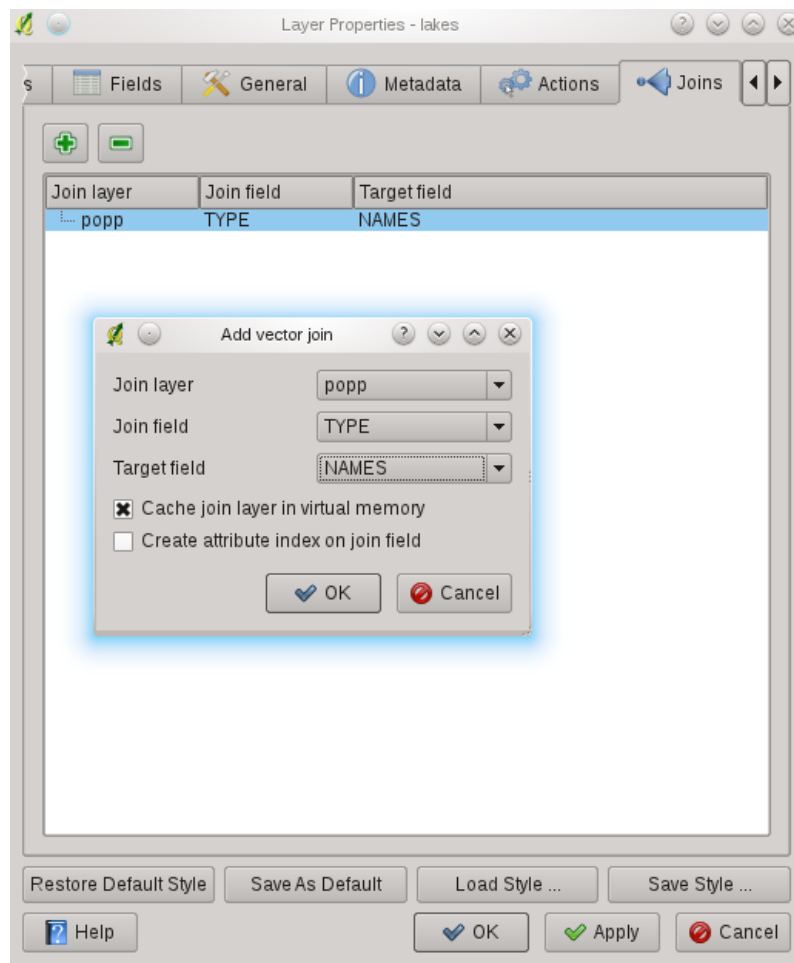 Layer Properties - lakes
s Fields General Metadata Actions Joins
Join layer Join field Target field
popp TYPE NAMES
Add vector join
Join layer popp
Join field TYPE
Target field NAMES
Cache join layer in virtual memory
Create attribute index on join field
OK Cancel
Restore Default Style Save As Default Load Style ... Save Style ...
Help OK Apply Cancel